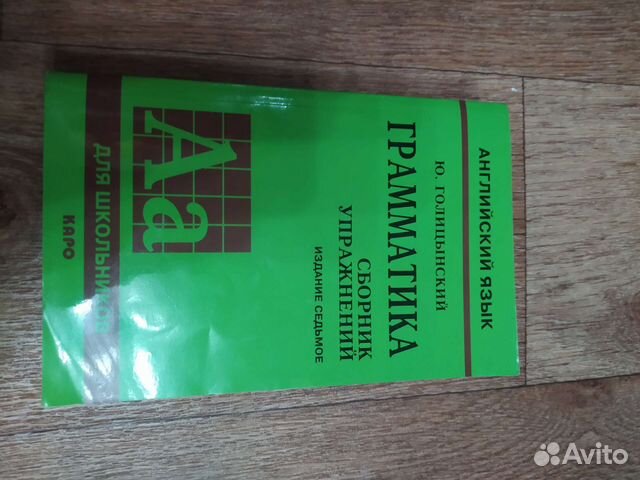 АНГЛИЙСКИЙ ЯЗЫК
Ю. ГОЛИЦЫНСКИЙ
ГРАММАТИКА
СБОРНИК
УПРАЖНЕНИЙ
ИЗДАНИЕ СЕДЬМОЕ
Aa
ДЛЯ ШКОЛЬНИКОВ
КАРО
Avito